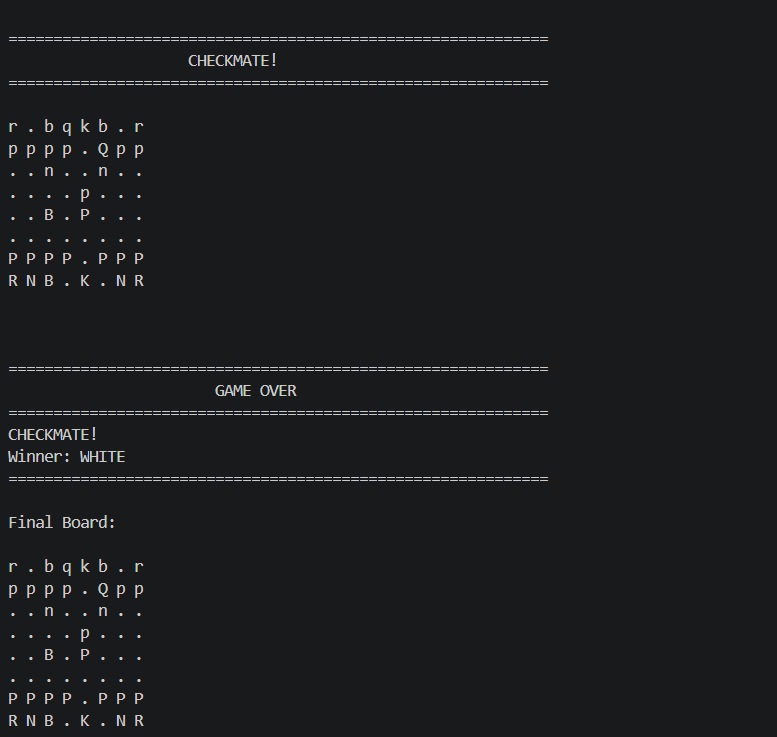 ============================================================
CHECKMATE!
============================================================
r . b q k b . r
p p p p . Q p p
. . n . . n . .
. . . . p . . .
. . B . P . . .
. . . . . . . .
P P P P . P P P
R N B . K . N R
============================================================
GAME OVER
============================================================
CHECKMATE!
Winner: WHITE
============================================================
Final Board:
r . b q k b . r
p p p p . Q p p
. . n . . n . .
. . . . p . . .
. . B . P . . .
. . . . . . . .
P P P P . P P P
R N B . K . N R